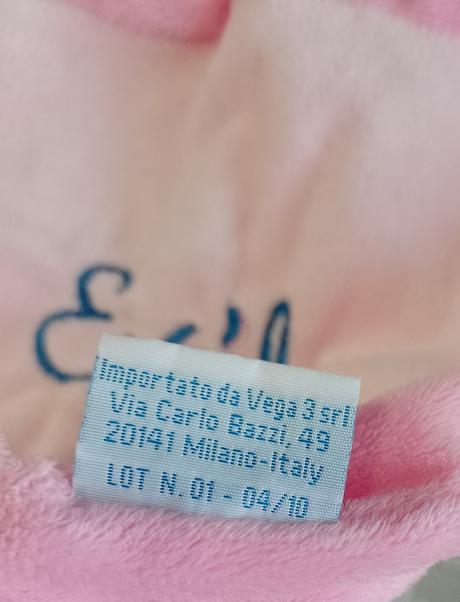 Importato da Vega 3 srl
Via Carlo Bazzi, 49
20141 Milano-Italy
LOT N. 01 - 04/10